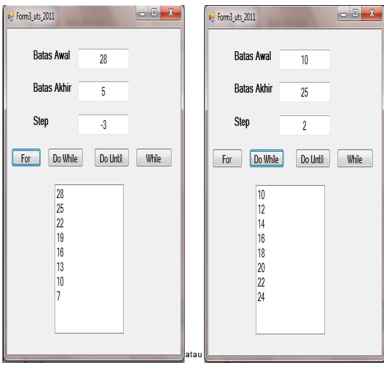 Form3_uts_2011
Batas Awal 28
Batas Akhir 5
Step -3
For Do While Do Until While
28
25
22
19
16
13
10
7
atau
Form3_uts_2011
Batas Awal 10
Batas Akhir 25
Step 2
For Do While Do Until While
10
12
14
16
18
20
22
24